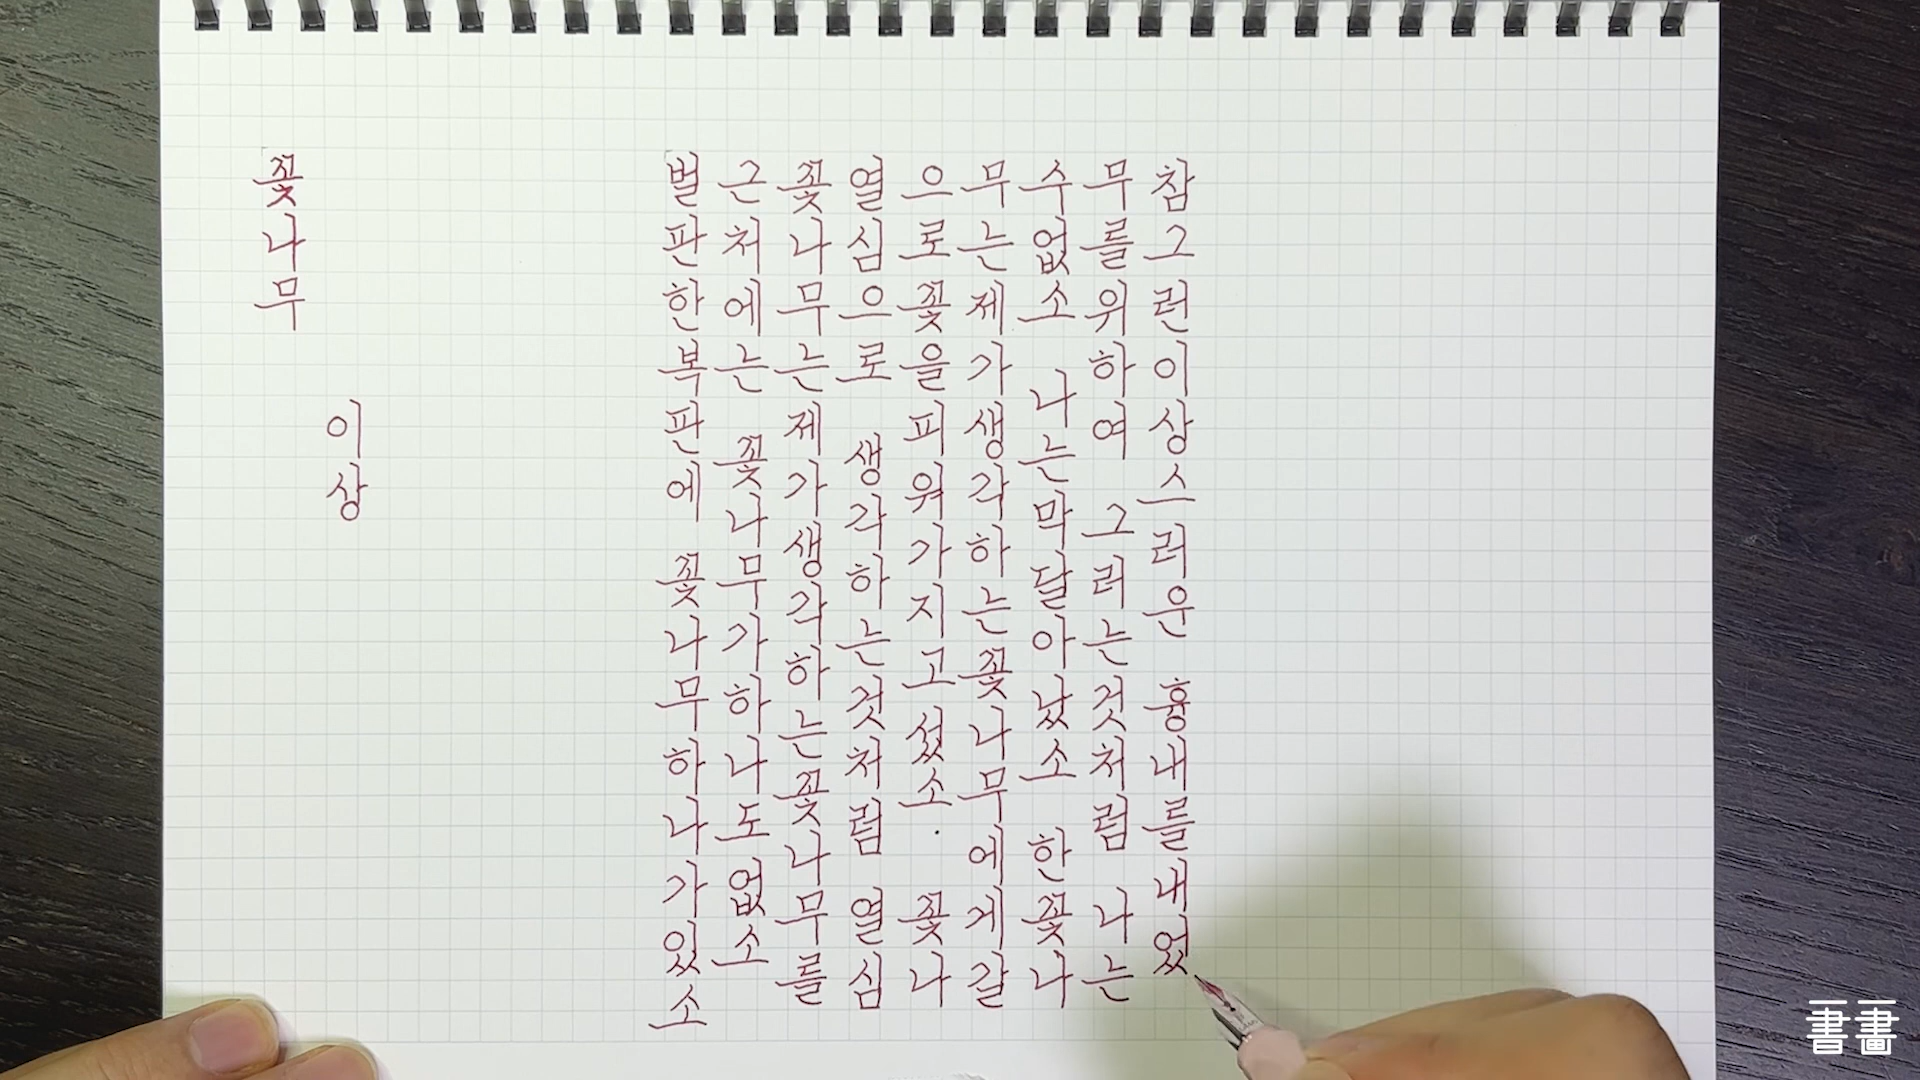 꽃나무
이상
벌판한복판에 꽃나무하나가있소
근처에는 꽃나무가하나도없소
꽃나무는제가생각하는꽃나무를
열심으로 생각하는것처럼 열심
으로꽃을피워가지고섰소. 꽃나
무는제가생각하는꽃나무에게갈
수없소 나는막달아났소 한꽃나
무를위하여 그러는것처럼 나는
참그런이상스러운 흉내를내었
書畵